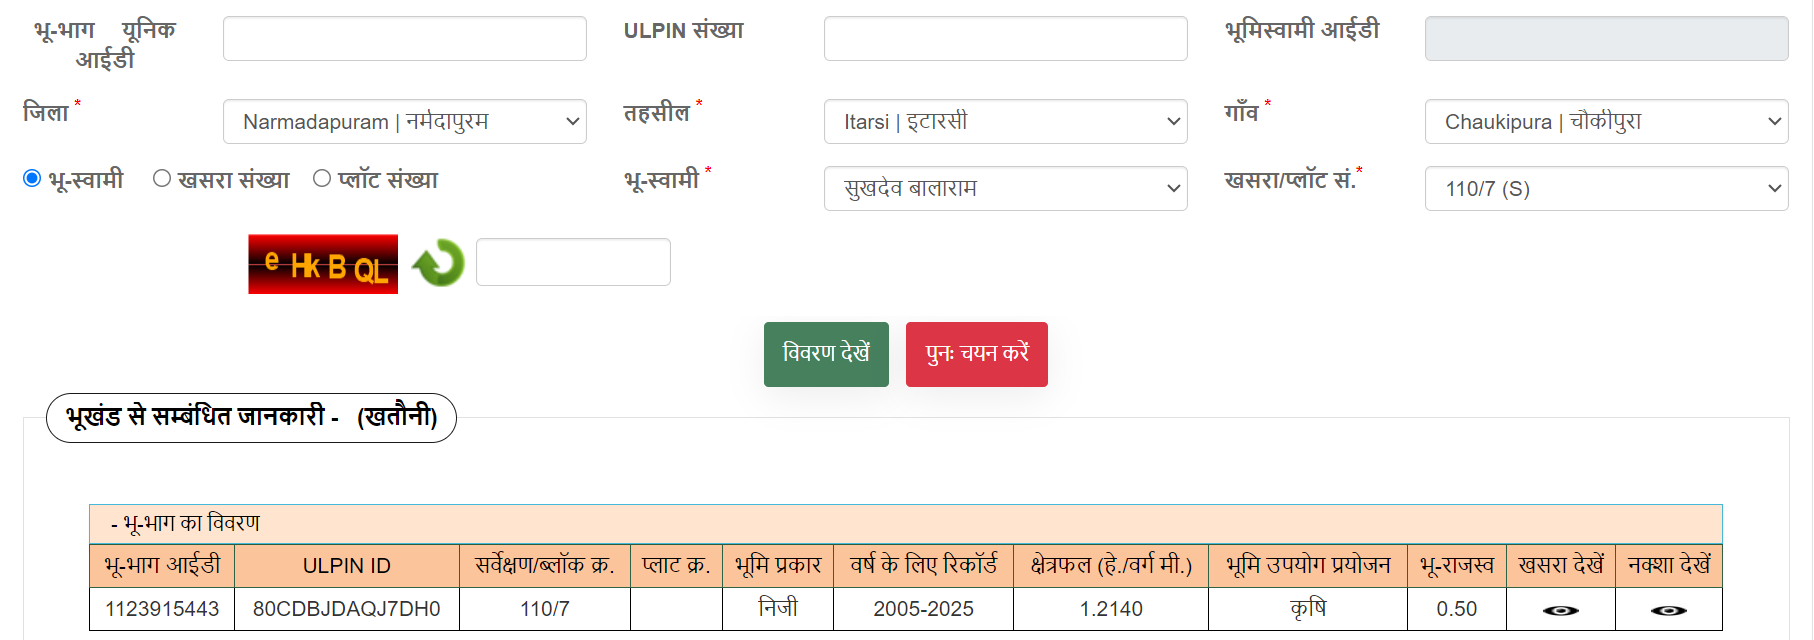 भू-भाग यूनिक आईडी ULPIN संख्या भूमिस्वामी आईडी
जिला * Narmadapuram | नर्मदापुरम तहसील * Itarsi | इटारसी गाँव * Chaukipura | चौकीपुरा
भू-स्वामी खसरा संख्या प्लॉट संख्या भू-स्वामी * सुखदेव बालाराम खसरा/प्लॉट सं.* 110/7 (S)
e Hk B QL
विवरण देखें पुनः चयन करें
भूखंड से सम्बंधित जानकारी - (खतौनी)
- भू-भाग का विवरण
भू-भाग आईडी ULPIN ID सर्वेक्षण/ब्लॉक क्र. प्लाट क्र. भूमि प्रकार वर्ष के लिए रिकॉर्ड क्षेत्रफल (हे./वर्ग मी.) भूमि उपयोग प्रयोजन भू-राजस्व खसरा देखें नक्शा देखें
1123915443 80CDBJDAQJ7DH0 110/7 निजी 2005-2025 1.2140 कृषि 0.50